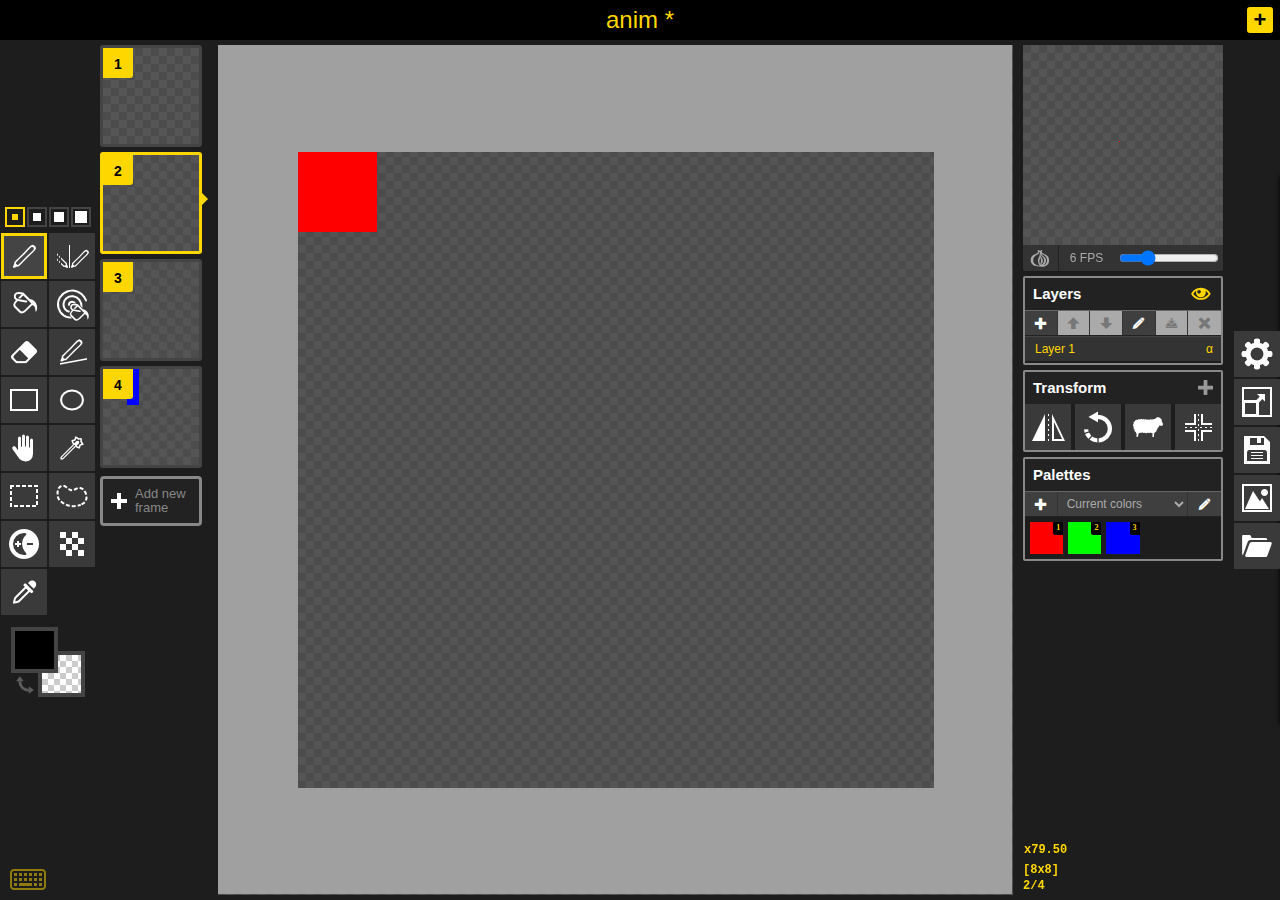 anim *
+
1
2
3
4
Add new
frame
6 FPS
Layers
Layer 1
α
Transform
Palettes
Current colors
1
2
3
x79.50
[8x8]
2/4